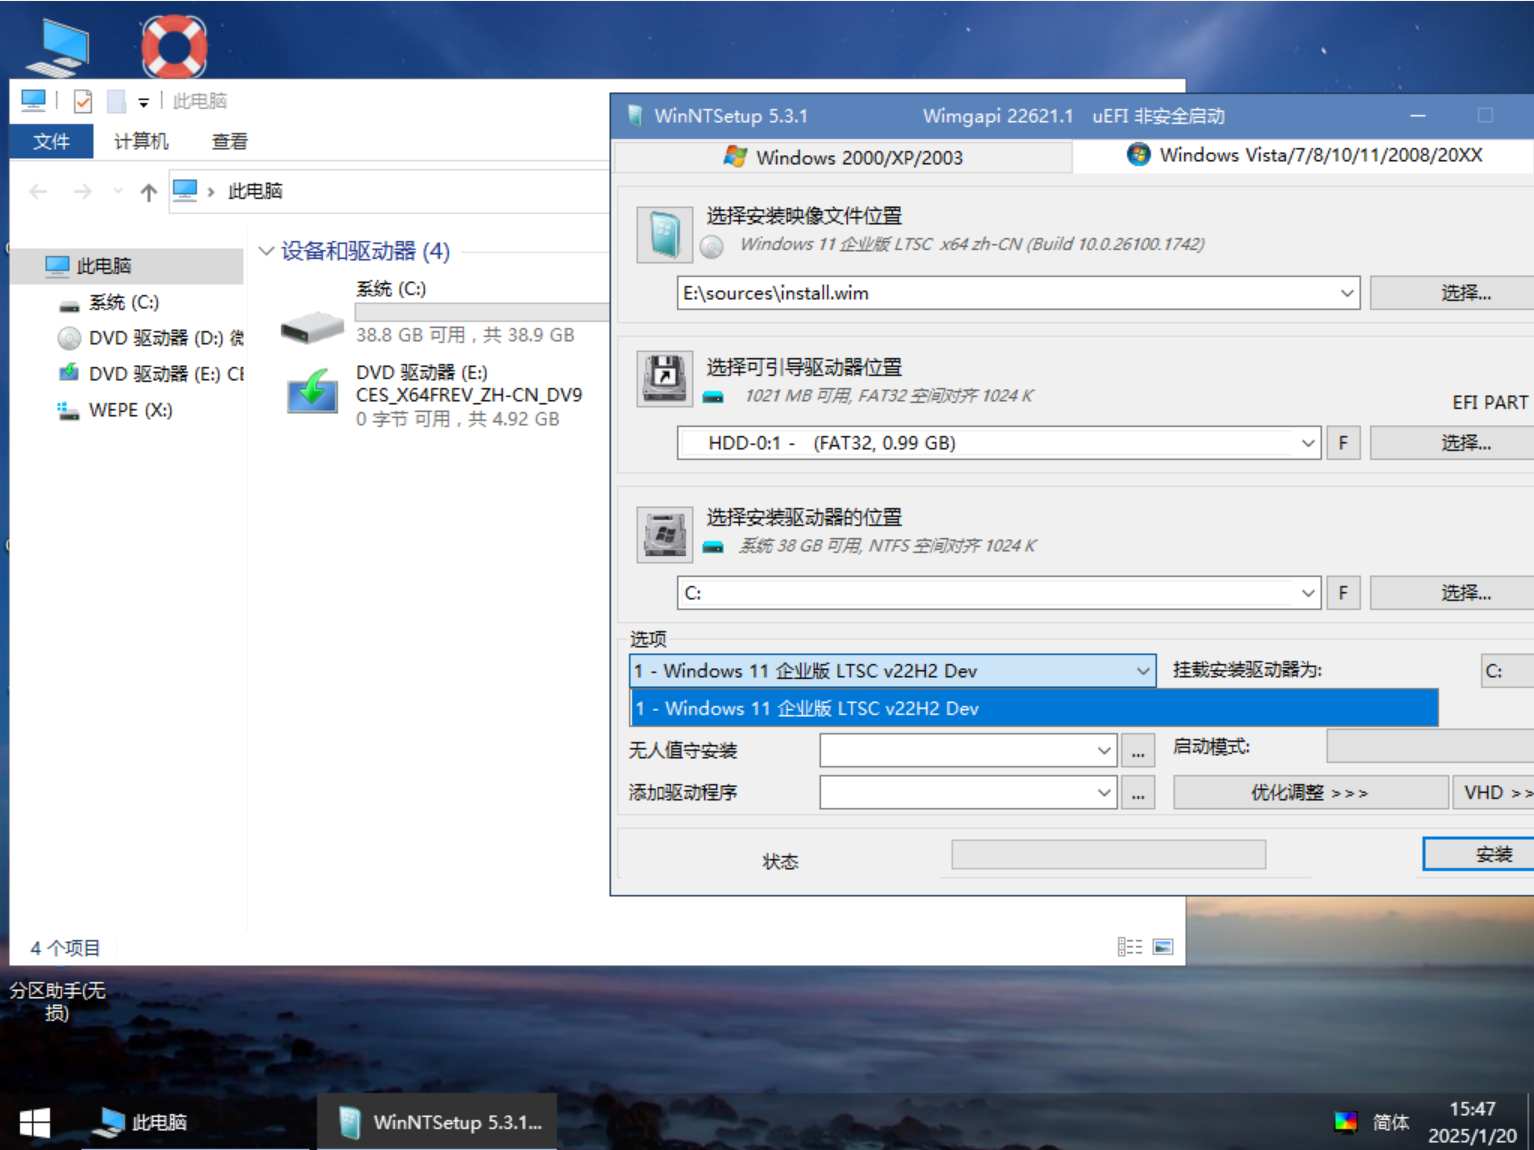 此电脑
文件
计算机
查看
此电脑
此电脑
系统 (C:)
DVD 驱动器 (D:) 微
DVD 驱动器 (E:) CE
WEPE (X:)
设备和驱动器 (4)
系统 (C:)
38.8 GB 可用，共 38.9 GB
DVD 驱动器 (E:)
CES_X64FREV_ZH-CN_DV9
0 字节 可用，共 4.92 GB
4 个项目
WinNTSetup 5.3.1
Wimgapi 22621.1
uEFI 非安全启动
Windows 2000/XP/2003
Windows Vista/7/8/10/11/2008/20XX
选择安装映像文件位置
Windows 11 企业版 LTSC x64 zh-CN (Build 10.0.26100.1742)
E:\sources\install.wim
选择...
选择可引导驱动器位置
1021 MB 可用, FAT32 空间对齐 1024 K
EFI PART
HDD-0:1 - (FAT32, 0.99 GB)
F
选择...
选择安装驱动器的位置
系统 38 GB 可用, NTFS 空间对齐 1024 K
C:
F
选择...
选项
1 - Windows 11 企业版 LTSC v22H2 Dev
挂载安装驱动器为:
C:
1 - Windows 11 企业版 LTSC v22H2 Dev
无人值守安装
...
启动模式:
添加驱动程序
...
优化调整 >>>
VHD >>
状态
安装
分区助手(无
损)
此电脑
WinNTSetup 5.3.1...
简体
15:47
2025/1/20